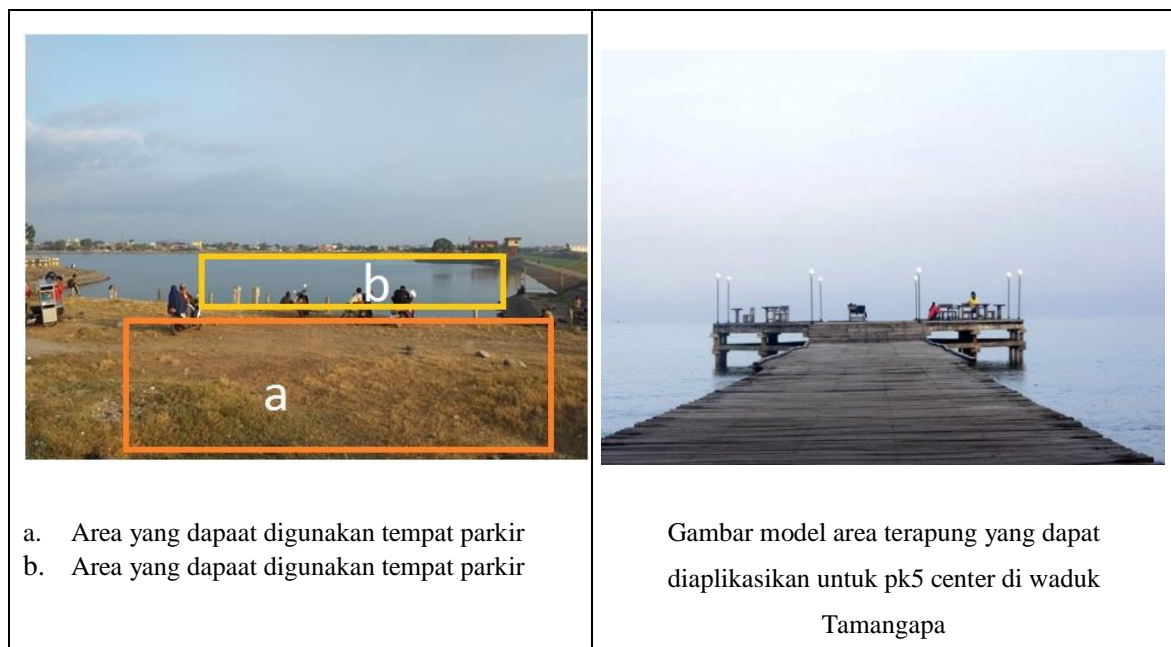 b
a
a. Area yang dapaat digunakan tempat parkir
b. Area yang dapaat digunakan tempat parkir
Gambar model area terapung yang dapat
diaplikasikan untuk pk5 center di waduk
Tamangapa